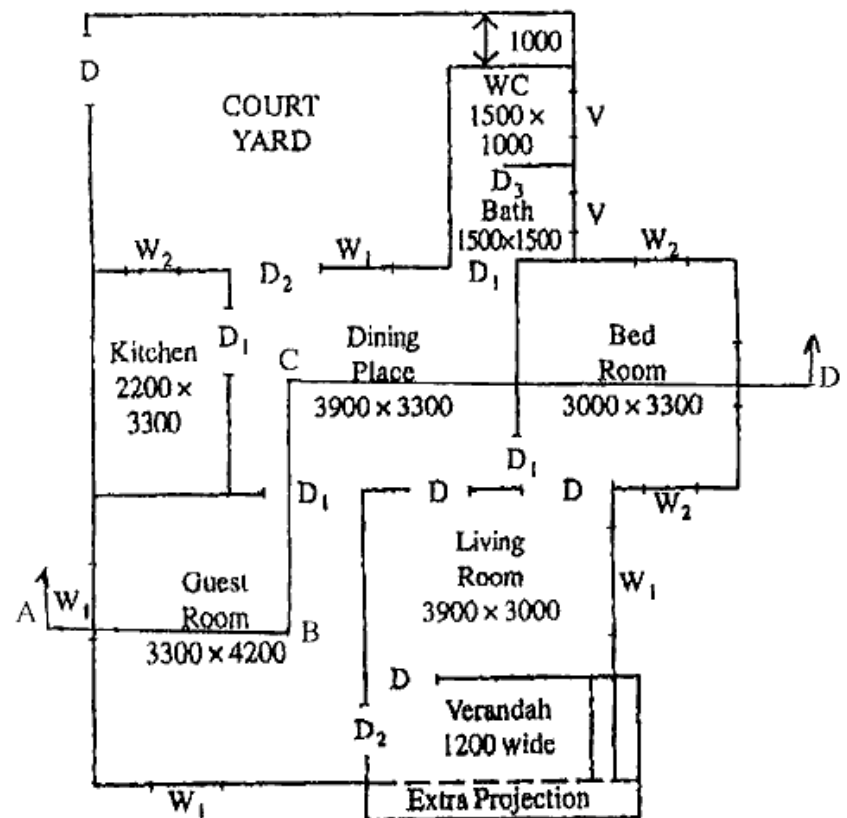 1000
D
WC
1500 ×
1000
V
COURT
YARD
D3
Bath
1500×1500
V
W2
D2
W1
D1
W2
Kitchen
2200 ×
3300
D1
C
Dining
Place
3900 × 3300
Bed
Room
3000 × 3300
D
D1
D1
D
D
W2
A
W1
Guest
Room
3300 × 4200
B
Living
Room
3900 × 3000
W1
D
D2
Verandah
1200 wide
W1
Extra Projection